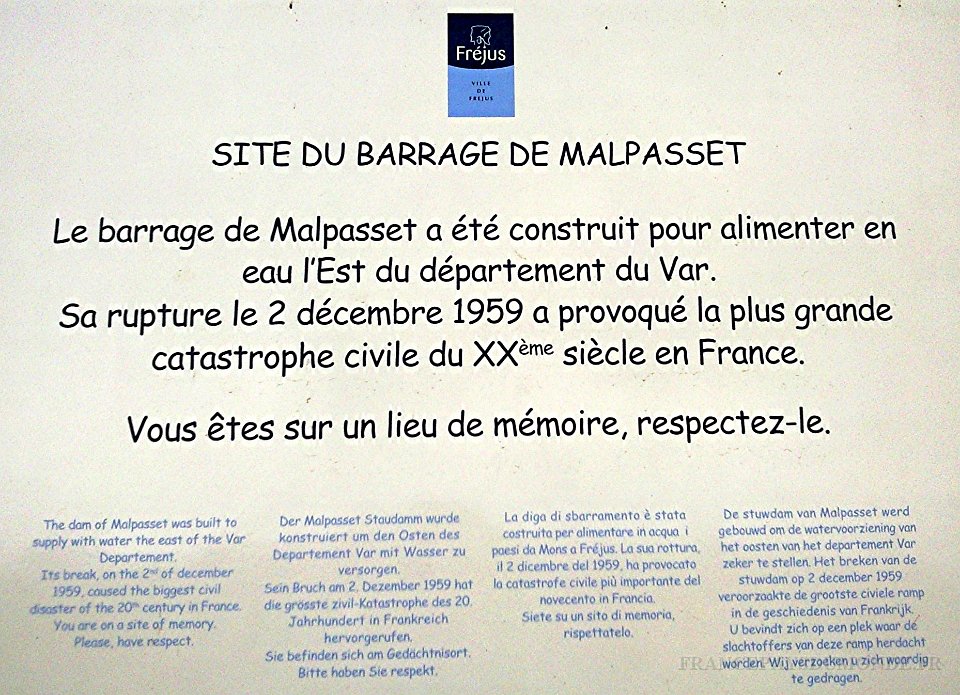 Fréjus
VILLE
DE
FRÉJUS
SITE DU BARRAGE DE MALPASSET
Le barrage de Malpasset a été construit pour alimenter en
eau l'Est du département du Var.
Sa rupture le 2 décembre 1959 a provoqué la plus grande
catastrophe civile du XXème siècle en France.
Vous êtes sur un lieu de mémoire, respectez-le.
The dam of Malpasset was built to
supply with water the east of the Var
Departement.
Its break, on the 2nd of december
1959, caused the biggest civil
disaster of the 20th century in France.
You are on a site of memory.
Please, have respect.
Der Malpasset Staudamm wurde
konstruiert um den Osten des
Departement Var mit Wasser zu
versorgen.
Sein Bruch am 2. Dezember 1959 hat
die grösste zivil-Katastrophe des 20.
Jahrhundert in Frankreich
hervorgerufen.
Sie befinden sich am Gedächtnisort.
Bitte haben Sie respekt.
La diga di sbarramento è stata
costruita per alimentare in acqua i
paesi da Mons a Fréjus. La sua rottura,
il 2 dicembre del 1959, ha provocato
la catastrofe civile più importante del
novecento in Francia.
Siete su un sito di memoria,
rispettatelo.
De stuwdam van Malpasset werd
gebouwd om de watervoorziening van
het oosten van het departement Var
zeker te stellen. Het breken van de
stuwdam op 2 december 1959
veroorzaakte de grootste civiele ramp
in de geschiedenis van Frankrijk.
U bevindt zich op een plek waar de
slachtoffers van deze ramp herdacht
worden. Wij verzoeken u zich waardig
te gedragen.